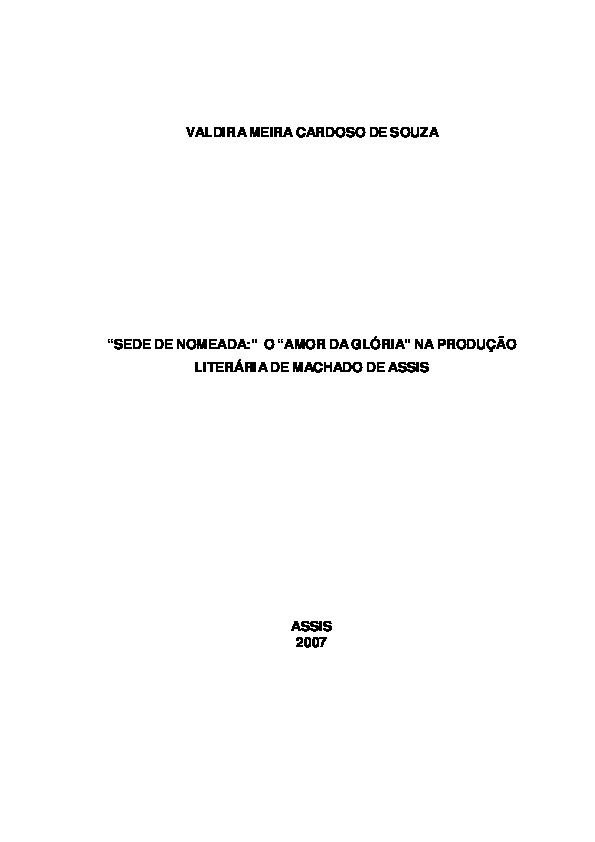 VALDIRA MEIRA CARDOSO DE SOUZA
“SEDE DE NOMEADA:” O “AMOR DA GLÓRIA” NA PRODUÇÃO
LITERÁRIA DE MACHADO DE ASSIS
ASSIS
2007